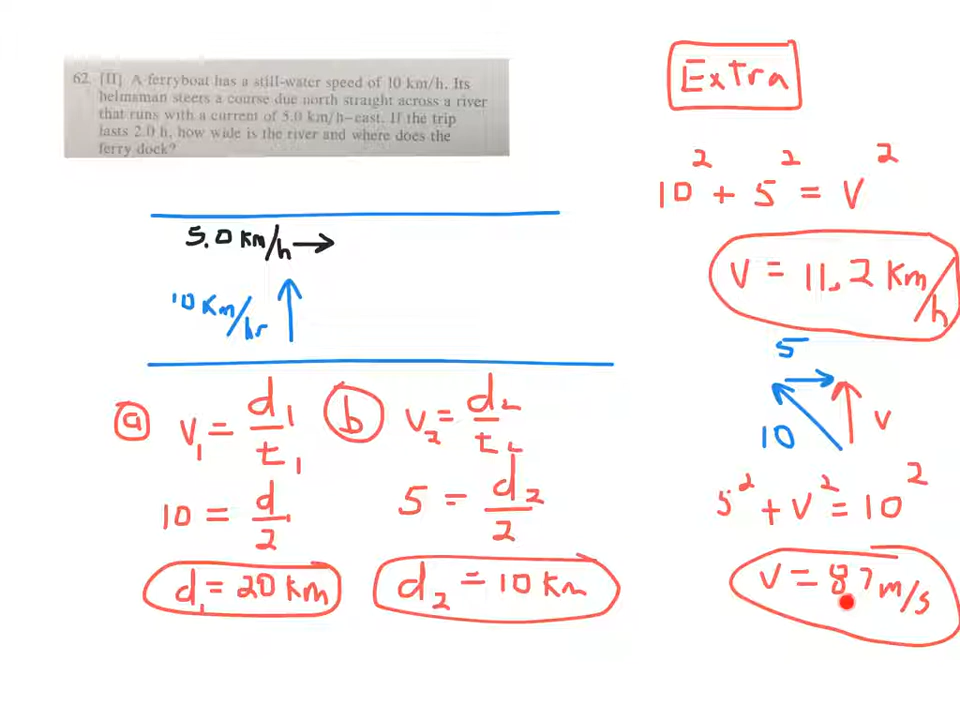 62. [II] A ferryboat has a still-water speed of 10 km/h. Its
helmsman steers a course due north straight across a river
that runs with a current of 5.0 km/h–east. If the trip
lasts 2.0 h, how wide is the river and where does the
ferry dock?
Extra
10² + 5² = V²
V = 11.2 Km/h
5.0 Km/h →
10 Km/hr
5
10
V
5² + V² = 10²
V = 87 m/s
a V₁ = d₁/t₁
10 = d/2
d₁ = 20 Km
b V₂ = d₂/t₂
5 = d₂/2
d₂ = 10 Km